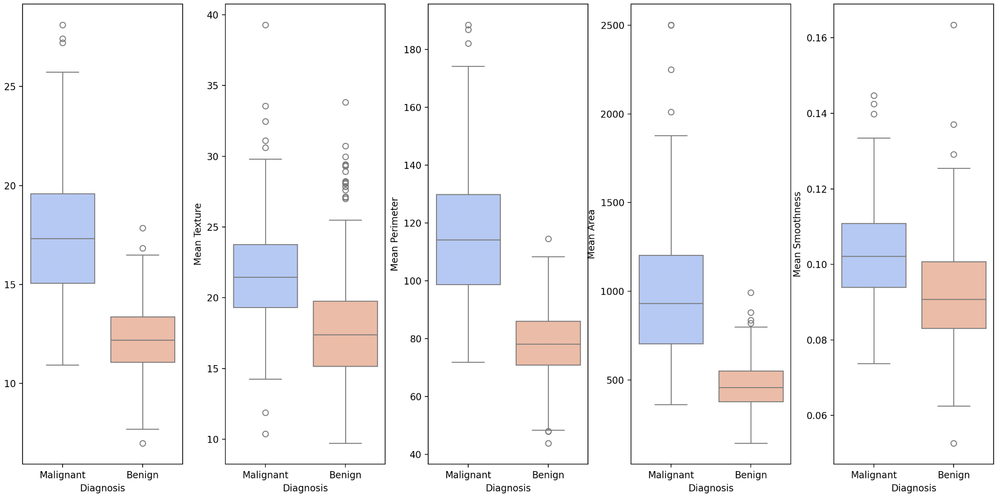 25
20
15
10
Malignant
Benign
Diagnosis
Mean Texture
40
35
30
25
20
15
10
Malignant
Benign
Diagnosis
Mean Perimeter
180
160
140
120
100
80
60
40
Malignant
Benign
Diagnosis
Mean Area
2500
2000
1500
1000
500
Malignant
Benign
Diagnosis
Mean Smoothness
0.16
0.14
0.12
0.10
0.08
0.06
Malignant
Benign
Diagnosis